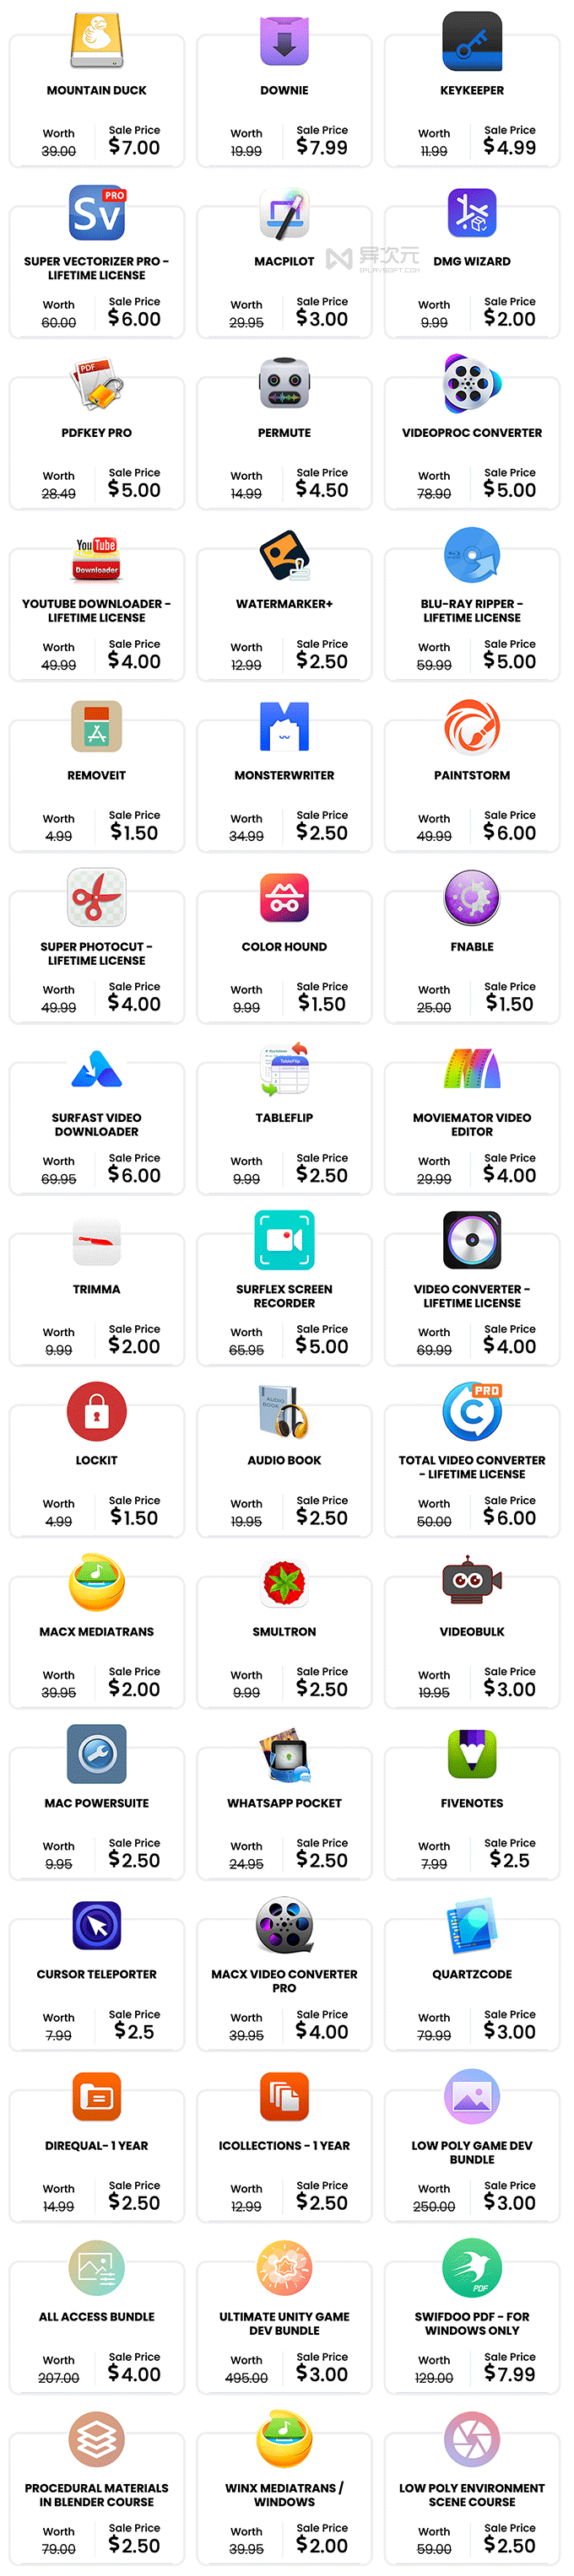 MOUNTAIN DUCK
Worth Sale Price
39.00 $7.00
DOWNIE
Worth Sale Price
19.99 $7.99
KEYKEEPER
Worth Sale Price
11.99 $4.99
PRO
Sv
SUPER VECTORIZER PRO -
LIFETIME LICENSE
Worth Sale Price
60.00 $6.00
MACPILOT
Worth Sale Price
29.95 $3.00
异次元
IPLAYSOFT.COM
DMG WIZARD
Worth Sale Price
9.99 $2.00
PDF
PDFKEY PRO
Worth Sale Price
28.49 $5.00
PERMUTE
Worth Sale Price
14.99 $4.50
VIDEOPROC CONVERTER
Worth Sale Price
78.90 $5.00
You Tube
Downloader
YOUTUBE DOWNLOADER -
LIFETIME LICENSE
Worth Sale Price
49.99 $4.00
WATERMARKER+
Worth Sale Price
12.99 $2.50
BLU-RAY RIPPER -
LIFETIME LICENSE
Worth Sale Price
59.99 $5.00
REMOVEIT
Worth Sale Price
4.99 $1.50
MONSTERWRITER
Worth Sale Price
34.99 $2.50
PAINTSTORM
Worth Sale Price
49.99 $6.00
SUPER PHOTOCUT -
LIFETIME LICENSE
Worth Sale Price
49.99 $4.00
COLOR HOUND
Worth Sale Price
9.99 $1.50
FNABLE
Worth Sale Price
25.00 $1.50
SURFAST VIDEO
DOWNLOADER
Worth Sale Price
69.95 $6.00
TableFlip
TABLEFLIP
Worth Sale Price
9.99 $2.50
MOVIEMATOR VIDEO
EDITOR
Worth Sale Price
29.99 $4.00
TRIMMA
Worth Sale Price
9.99 $2.00
SURFLEX SCREEN
RECORDER
Worth Sale Price
65.95 $5.00
VIDEO CONVERTER -
LIFETIME LICENSE
Worth Sale Price
69.99 $4.00
LOCKIT
Worth Sale Price
4.99 $1.50
AUDIO
BOOK
AUDIO BOOK
Worth Sale Price
19.95 $2.50
PRO
TOTAL VIDEO CONVERTER
- LIFETIME LICENSE
Worth Sale Price
50.00 $6.00
MACX MEDIATRANS
Worth Sale Price
39.95 $2.00
SMULTRON
Worth Sale Price
9.99 $2.50
VIDEOBULK
Worth Sale Price
19.95 $3.00
MAC POWERSUITE
Worth Sale Price
9.95 $2.50
WHATSAPP POCKET
Worth Sale Price
24.95 $2.50
FIVENOTES
Worth Sale Price
7.99 $2.5
CURSOR TELEPORTER
Worth Sale Price
7.99 $2.5
MACX VIDEO CONVERTER
PRO
Worth Sale Price
39.95 $4.00
QUARTZCODE
Worth Sale Price
79.99 $3.00
DIREQUAL- 1 YEAR
Worth Sale Price
14.99 $2.50
ICOLLECTIONS - 1 YEAR
Worth Sale Price
12.99 $2.50
LOW POLY GAME DEV
BUNDLE
Worth Sale Price
250.00 $3.00
ALL ACCESS BUNDLE
Worth Sale Price
207.00 $4.00
ULTIMATE UNITY GAME
DEV BUNDLE
Worth Sale Price
495.00 $3.00
PDF
SWIFDOO PDF - FOR
WINDOWS ONLY
Worth Sale Price
129.00 $7.99
PROCEDURAL MATERIALS
IN BLENDER COURSE
Worth Sale Price
79.00 $2.50
WINX MEDIATRANS /
WINDOWS
Worth Sale Price
39.95 $2.00
LOW POLY ENVIRONMENT
SCENE COURSE
Worth Sale Price
59.00 $2.50